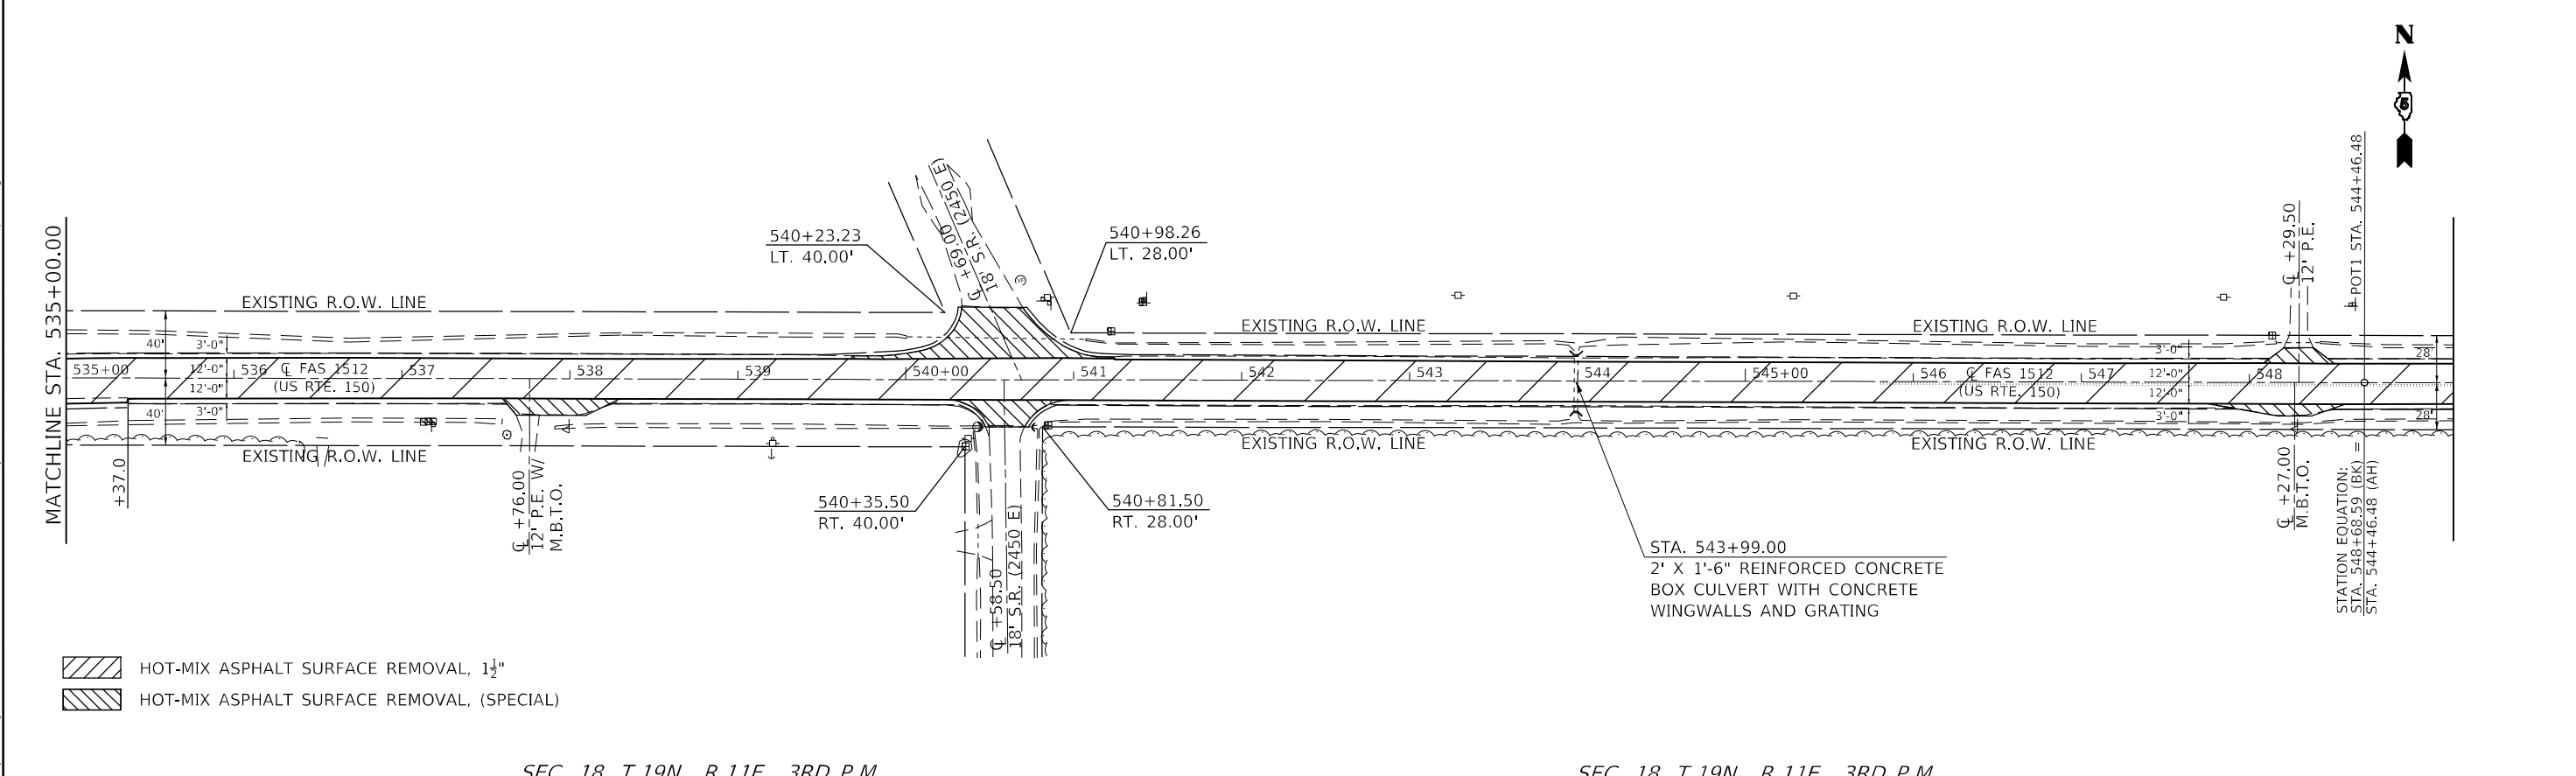 N
5
MATCHLINE STA. 535+00.00
EXISTING R.O.W. LINE
40'
3'-0"
535+00
12'-0"
536
℄ FAS 1512
537
538
539
540+00
541
542
543
544
545+00
546
℄ FAS 1512
547
548
12'-0"
(US RTE. 150)
40'
3'-0"
EXISTING R.O.W. LINE
+37.0
℄ +76.00
12' P.E. W/
M.B.T.O.
540+23.23
LT. 40.00'
℄ +69.00
18' S.R. (2450 E)
540+98.26
LT. 28.00'
EXISTING R.O.W. LINE
EXISTING R.O.W. LINE
540+35.50
RT. 40.00'
℄ +58.50
18' S.R. (2450 E)
540+81.50
RT. 28.00'
EXISTING R.O.W. LINE
EXISTING R.O.W. LINE
STA. 543+99.00
2' X 1'-6" REINFORCED CONCRETE
BOX CULVERT WITH CONCRETE
WINGWALLS AND GRATING
3'-0"
12'-0"
12'-0"
3'-0"
(US RTE. 150)
℄ +29.50
12' P.E.
POT1 STA. 544+46.48
28'
28'
℄ +27.00
M.B.T.O.
STATION EQUATION:
STA. 548+68.59 (BK) =
STA. 544+46.48 (AH)
HOT-MIX ASPHALT SURFACE REMOVAL, 1½"
HOT-MIX ASPHALT SURFACE REMOVAL, (SPECIAL)
SEC. 18, T.19N., R.11E., 3RD P.M.
SEC. 18, T.19N., R.11E., 3RD P.M.